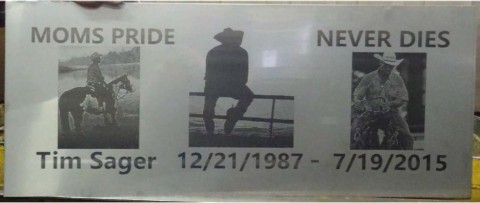 MOMS PRIDE NEVER DIES
Tim Sager 12/21/1987 - 7/19/2015